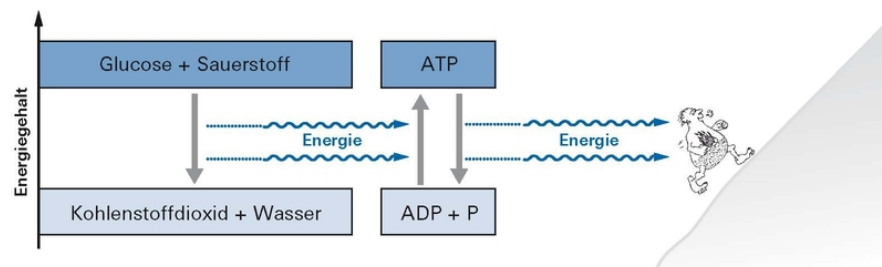 Energiegehalt
Glucose + Sauerstoff
ATP
Energie
Energie
Kohlenstoffdioxid + Wasser
ADP + P